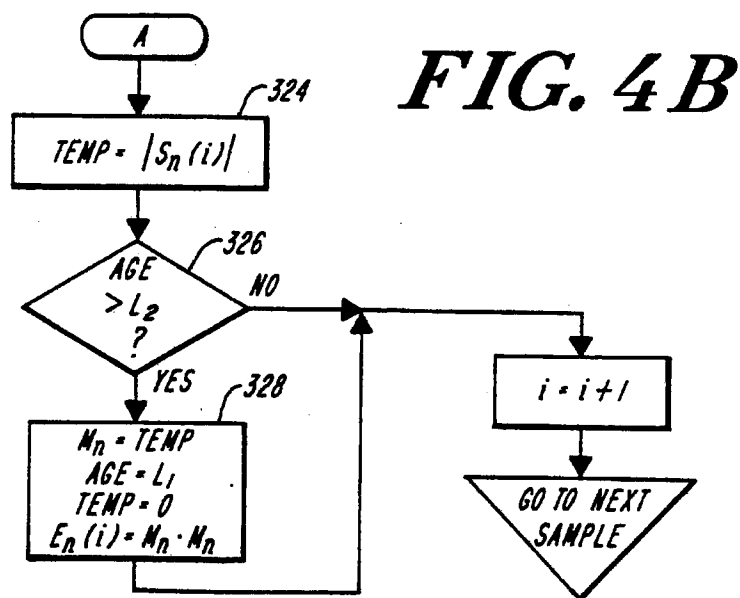 A
FIG. 4B
324
TEMP = |Sn(i)|
326
AGE
> L2
?
NO
YES
328
Mn = TEMP
AGE = L1
TEMP = 0
En(i) = Mn · Mn
i = i+1
GO TO NEXT
SAMPLE